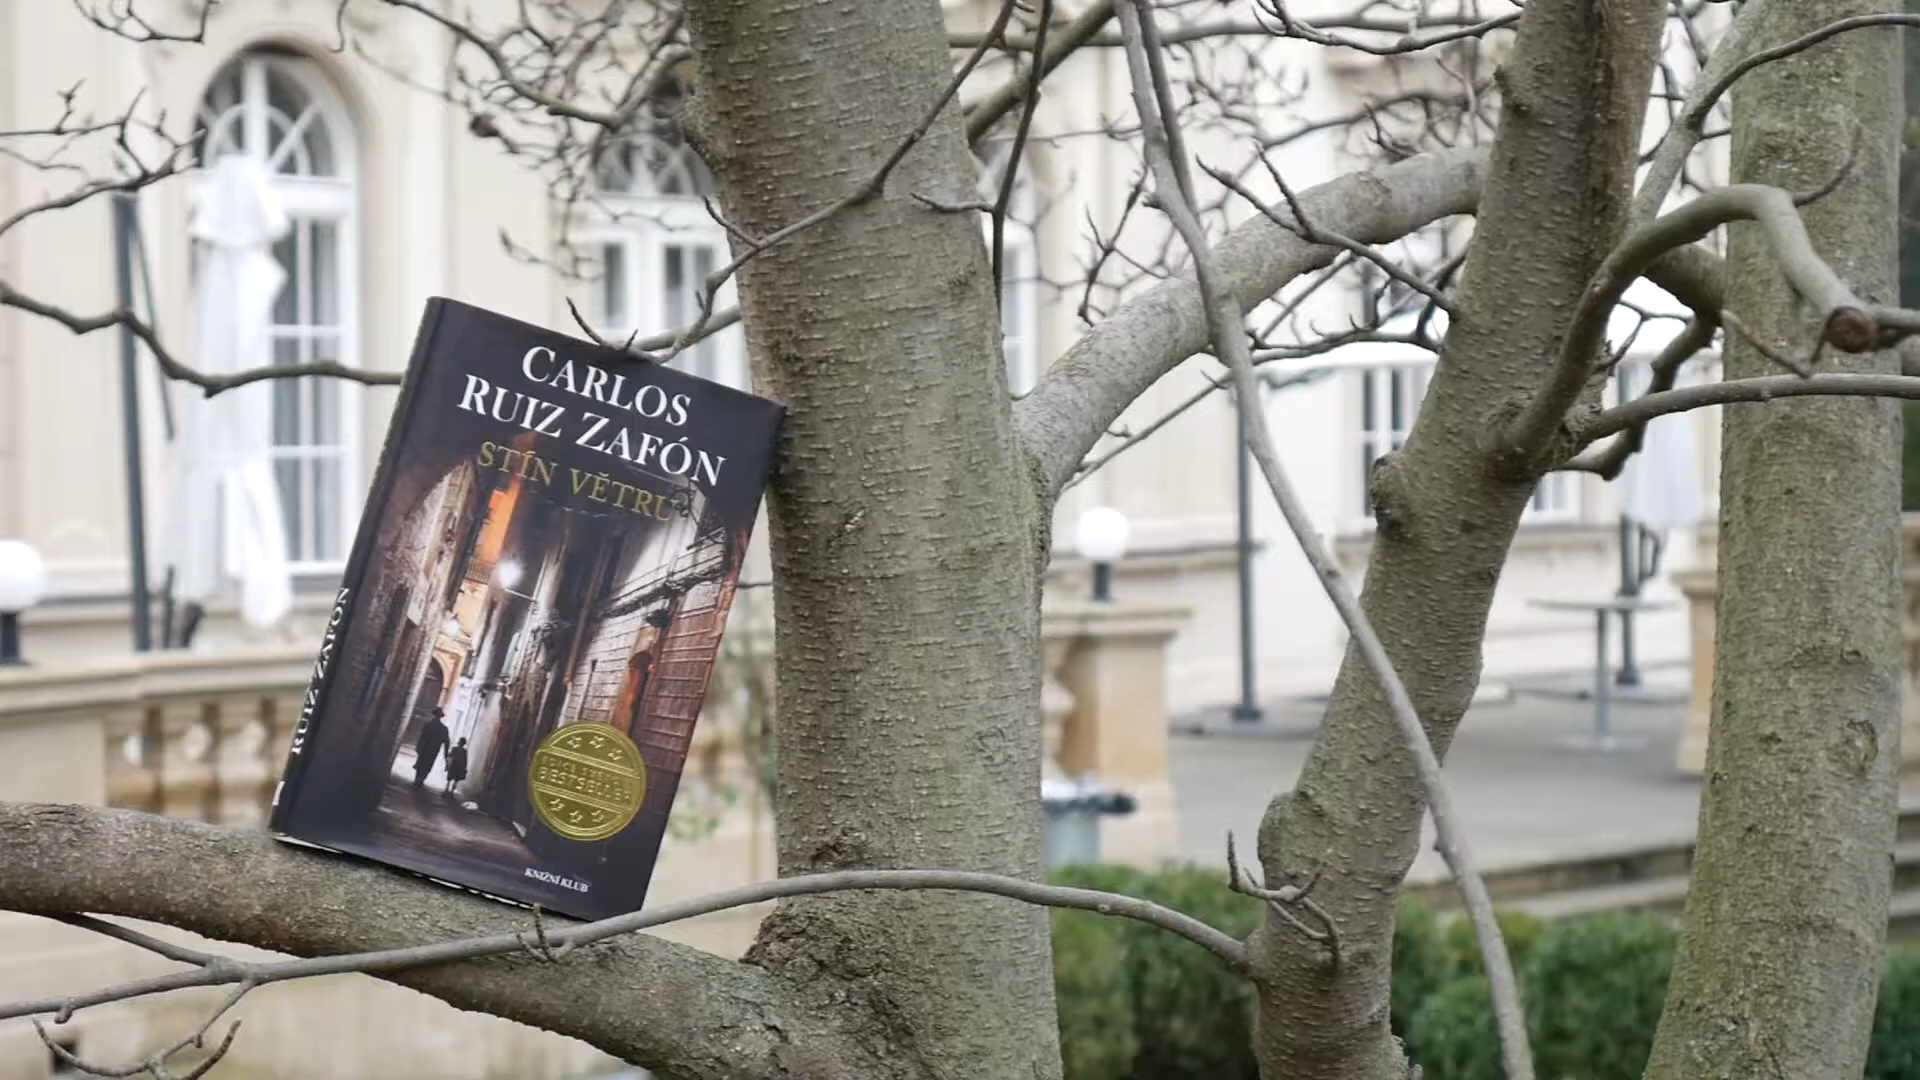 CARLOS
RUIZ ZAFÓN
STÍN VĚTRU
RUIZ ZAFÓN
BESTSELLER
KNIŽNÍ KLUB